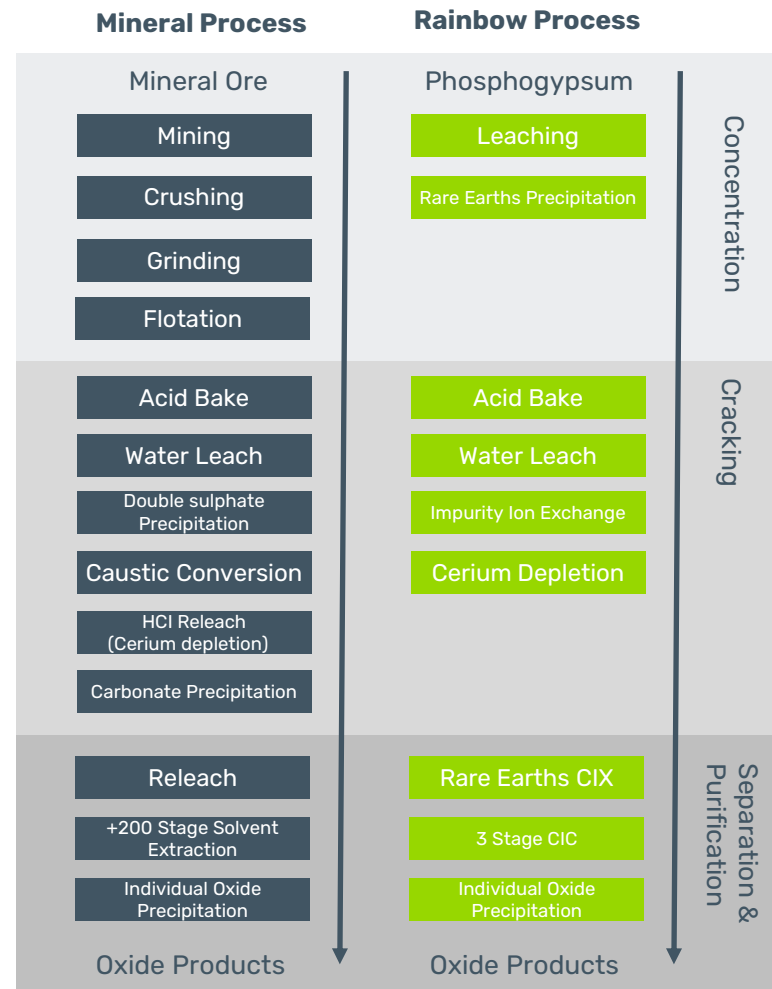 Mineral Process
Rainbow Process
Mineral Ore
Phosphogypsum
Mining
Leaching
Crushing
Rare Earths Precipitation
Grinding
Flotation
Concentration
Acid Bake
Acid Bake
Water Leach
Water Leach
Double sulphate
Precipitation
Impurity Ion Exchange
Caustic Conversion
Cerium Depletion
HCI Releach
(Cerium depletion)
Carbonate Precipitation
Cracking
Releach
Rare Earths CIX
+200 Stage Solvent
Extraction
3 Stage CIC
Individual Oxide
Precipitation
Individual Oxide
Precipitation
Separation &
Purification
Oxide Products
Oxide Products